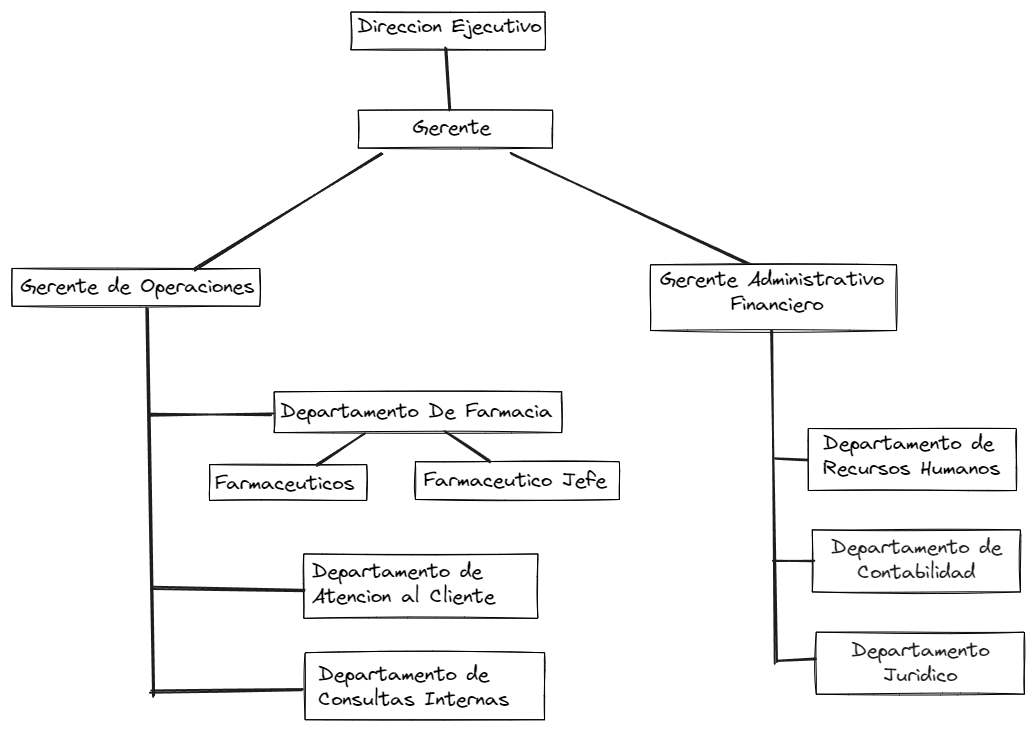 Direccion Ejecutivo
Gerente
Gerente de Operaciones
Gerente Administrativo
Financiero
Departamento De Farmacia
Farmaceuticos
Farmaceutico Jefe
Departamento de
Recursos Humanos
Departamento de
Contabilidad
Departamento de
Atencion al Cliente
Departamento
Juridico
Departamento de
Consultas Internas